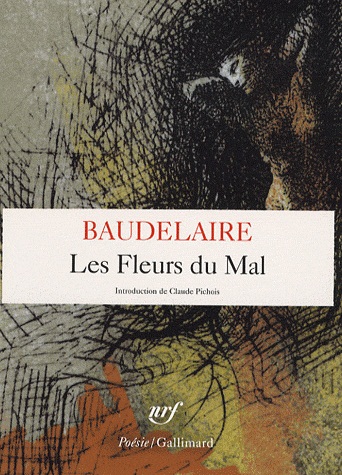 BAUDELAIRE
Les Fleurs du Mal
Introduction de Claude Pichois
nrf
Poésie/Gallimard